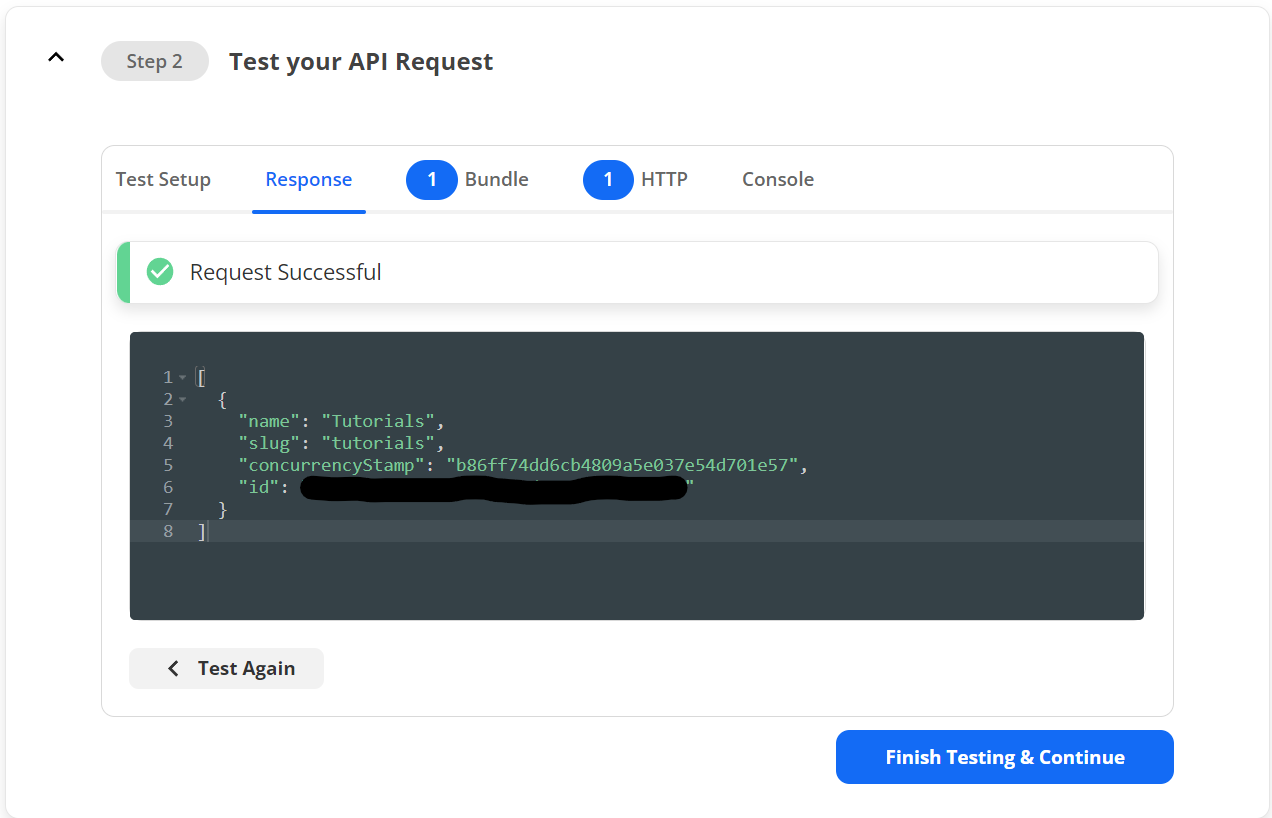 Step 2 Test your API Request
Test Setup Response 1 Bundle 1 HTTP Console
Request Successful
1 [
2 {
3 "name": "Tutorials",
4 "slug": "tutorials",
5 "concurrencyStamp": "b86ff74dd6cb4809a5e037e54d701e57",
6 "id": "
7 }
8 ]
Test Again
Finish Testing & Continue